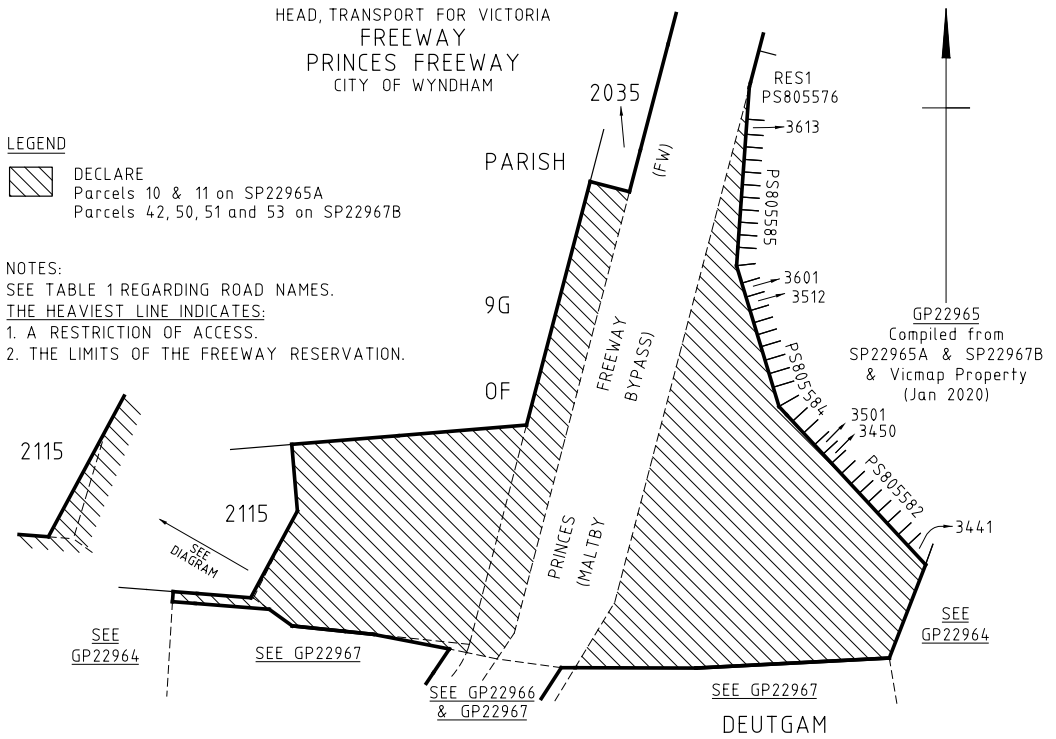 HEAD, TRANSPORT FOR VICTORIA
FREEWAY
PRINCES FREEWAY
CITY OF WYNDHAM
2035
RES1
PS805576
3613
LEGEND
DECLARE
Parcels 10 & 11 on SP22965A
Parcels 42, 50, 51 and 53 on SP22967B
PARISH
(FW)
PS805585
NOTES:
SEE TABLE 1 REGARDING ROAD NAMES.
THE HEAVIEST LINE INDICATES:
1. A RESTRICTION OF ACCESS.
2. THE LIMITS OF THE FREEWAY RESERVATION.
9G
3601
3512
GP22965
Compiled from
SP22965A & SP22967B
& Vicmap Property
(Jan 2020)
FREEWAY
BYPASS)
OF
PS805584
3501
3450
2115
PS805582
2115
3441
SEE
DIAGRAM
PRINCES
(MALTBY
SEE
GP22964
SEE GP22967
SEE
GP22964
SEE GP22966
& GP22967
SEE GP22967
DEUTGAM